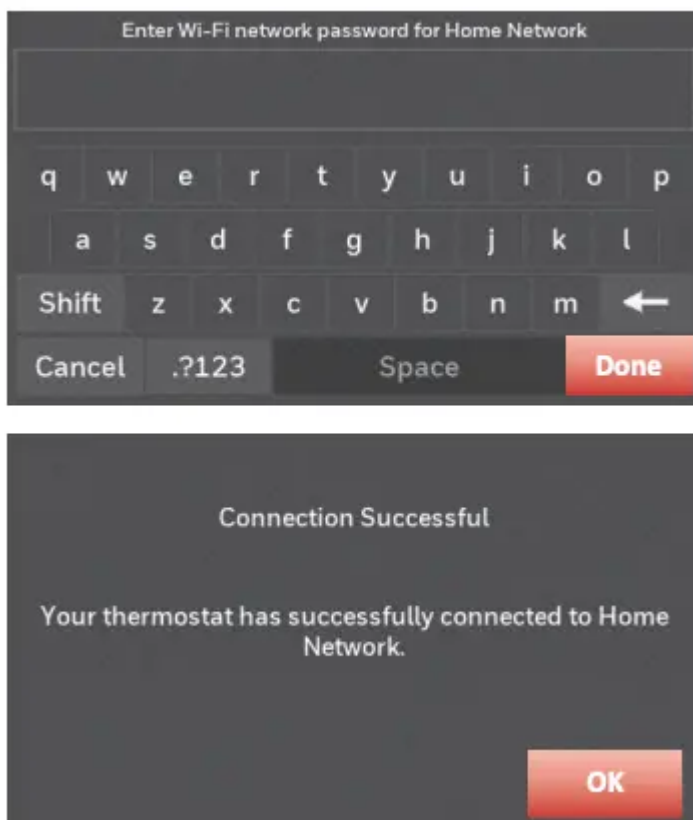 Enter Wi-Fi network password for Home Network
q w e r t y u i o p
a s d f g h j k l
Shift z x c v b n m ←
Cancel .?123 Space Done
Connection Successful
Your thermostat has successfully connected to Home
Network.
OK